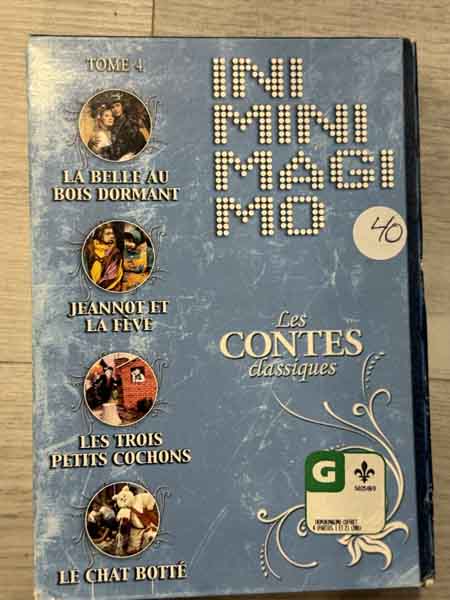 TOME 4
INI
MINI
MAGI
MO
40
LA BELLE AU
BOIS DORMANT
JEANNOT ET
LA FÈVE
Les
CONTES
classiques
LES TROIS
PETITS COCHONS
G
LE CHAT BOTTÉ